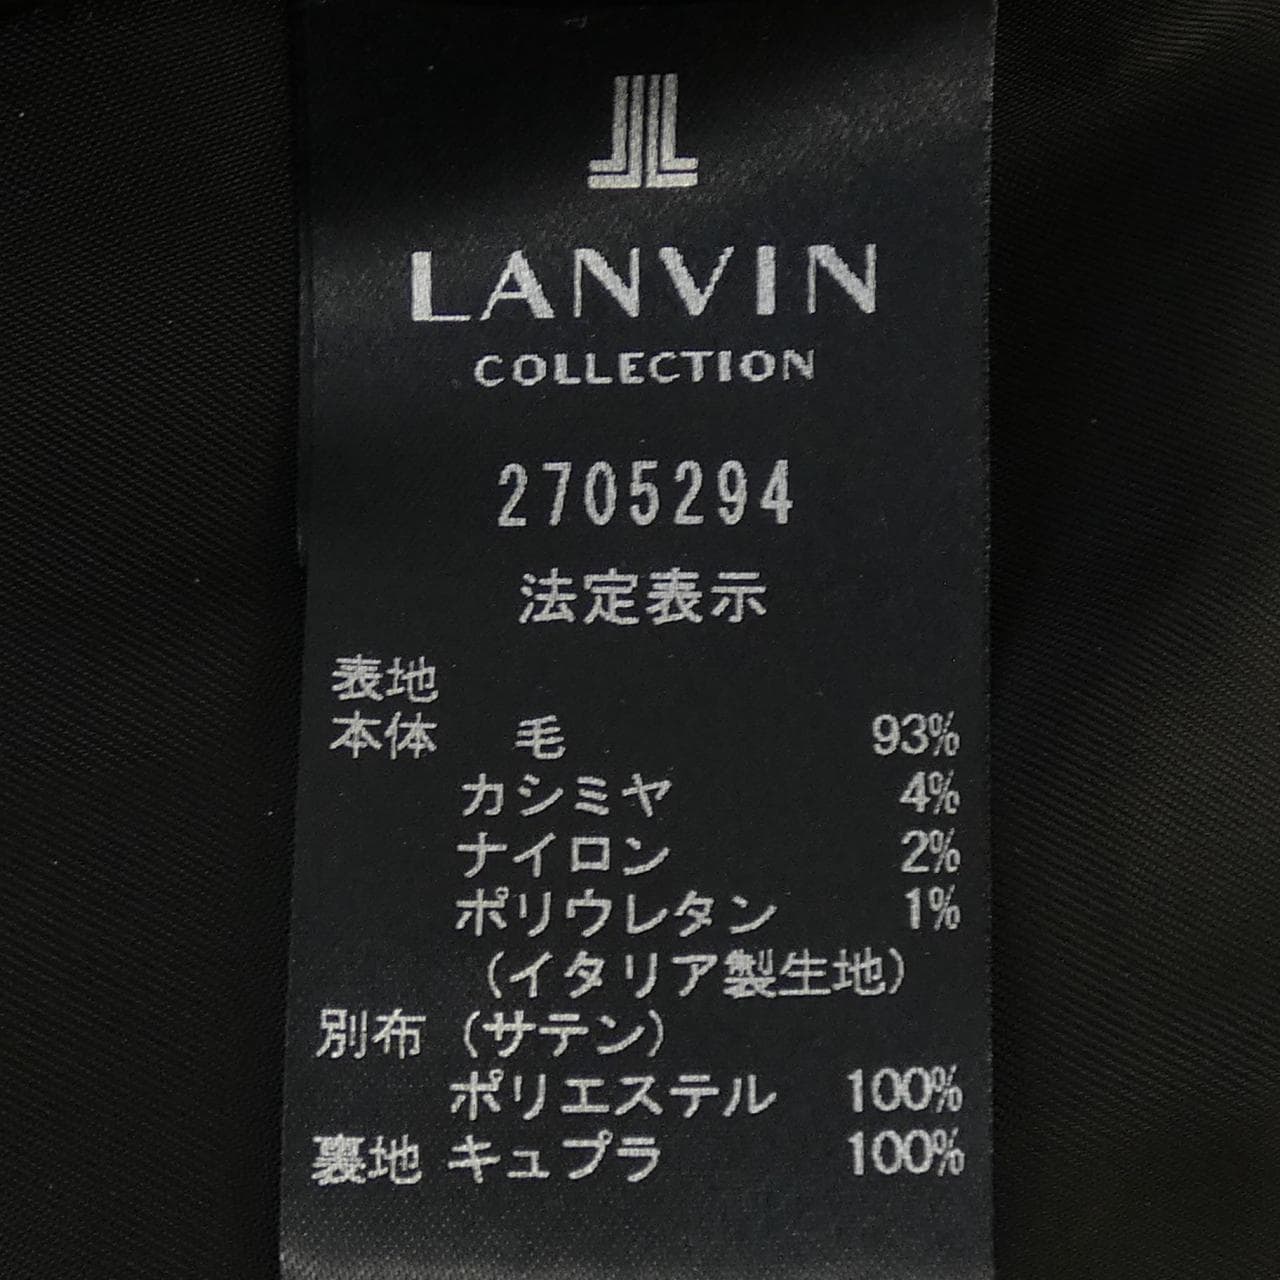 LANVIN
COLLECTION
2705294
法定表示
表地
本体 毛 93%
カシミヤ 4%
ナイロン 2%
ポリウレタン 1%
(イタリア製生地)
別布 (サテン)
ポリエステル 100%
裏地 キュプラ 100%